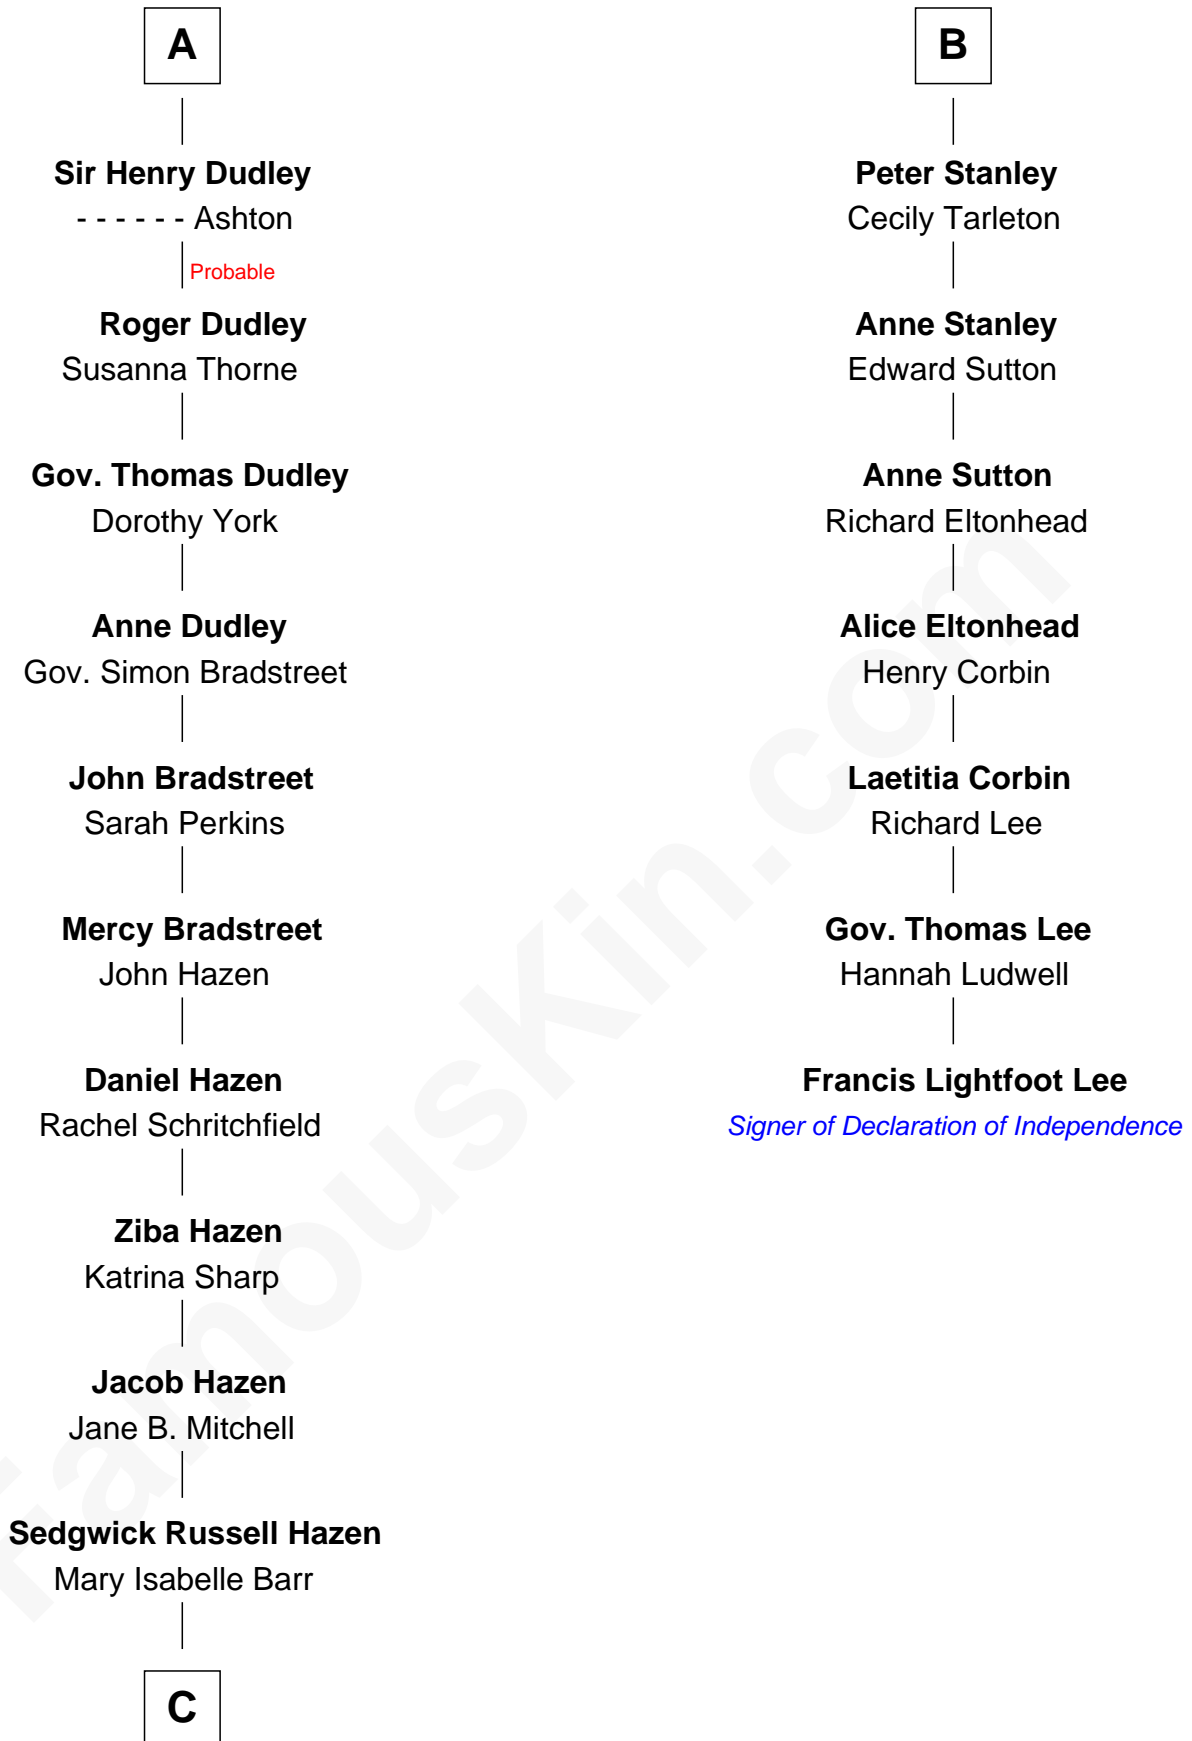 A
Sir Henry Dudley
- - - - - - Ashton
Probable
Roger Dudley
Susanna Thorne
Gov. Thomas Dudley
Dorothy York
Anne Dudley
Gov. Simon Bradstreet
John Bradstreet
Sarah Perkins
Mercy Bradstreet
John Hazen
Daniel Hazen
Rachel Schritchfield
Ziba Hazen
Katrina Sharp
Jacob Hazen
Jane B. Mitchell
Sedgwick Russell Hazen
Mary Isabelle Barr
C
B
Peter Stanley
Cecily Tarleton
Anne Stanley
Edward Sutton
Anne Sutton
Richard Eltonhead
Alice Eltonhead
Henry Corbin
Laetitia Corbin
Richard Lee
Gov. Thomas Lee
Hannah Ludwell
Francis Lightfoot Lee
Signer of Declaration of Independence
FamousKin.com